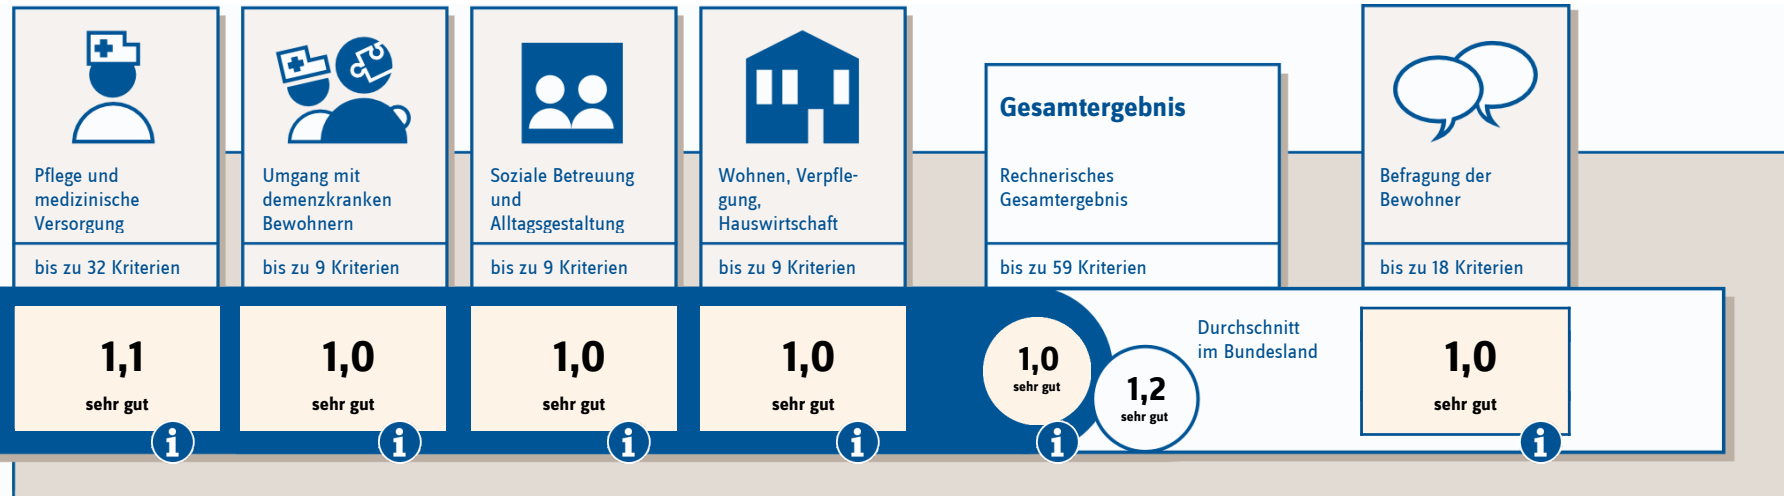 Pflege und
medizinische
Versorgung
bis zu 32 Kriterien
1,1
sehr gut
i
Umgang mit
demenzkranken
Bewohnern
bis zu 9 Kriterien
1,0
sehr gut
i
Soziale Betreuung
und
Alltagsgestaltung
bis zu 9 Kriterien
1,0
sehr gut
i
Wohnen, Verpfle-
gung,
Hauswirtschaft
bis zu 9 Kriterien
1,0
sehr gut
i
Gesamtergebnis
Rechnerisches
Gesamtergebnis
bis zu 59 Kriterien
1,0
sehr gut
i
1,2
sehr gut
Durchschnitt
im Bundesland
Befragung der
Bewohner
bis zu 18 Kriterien
1,0
sehr gut
i